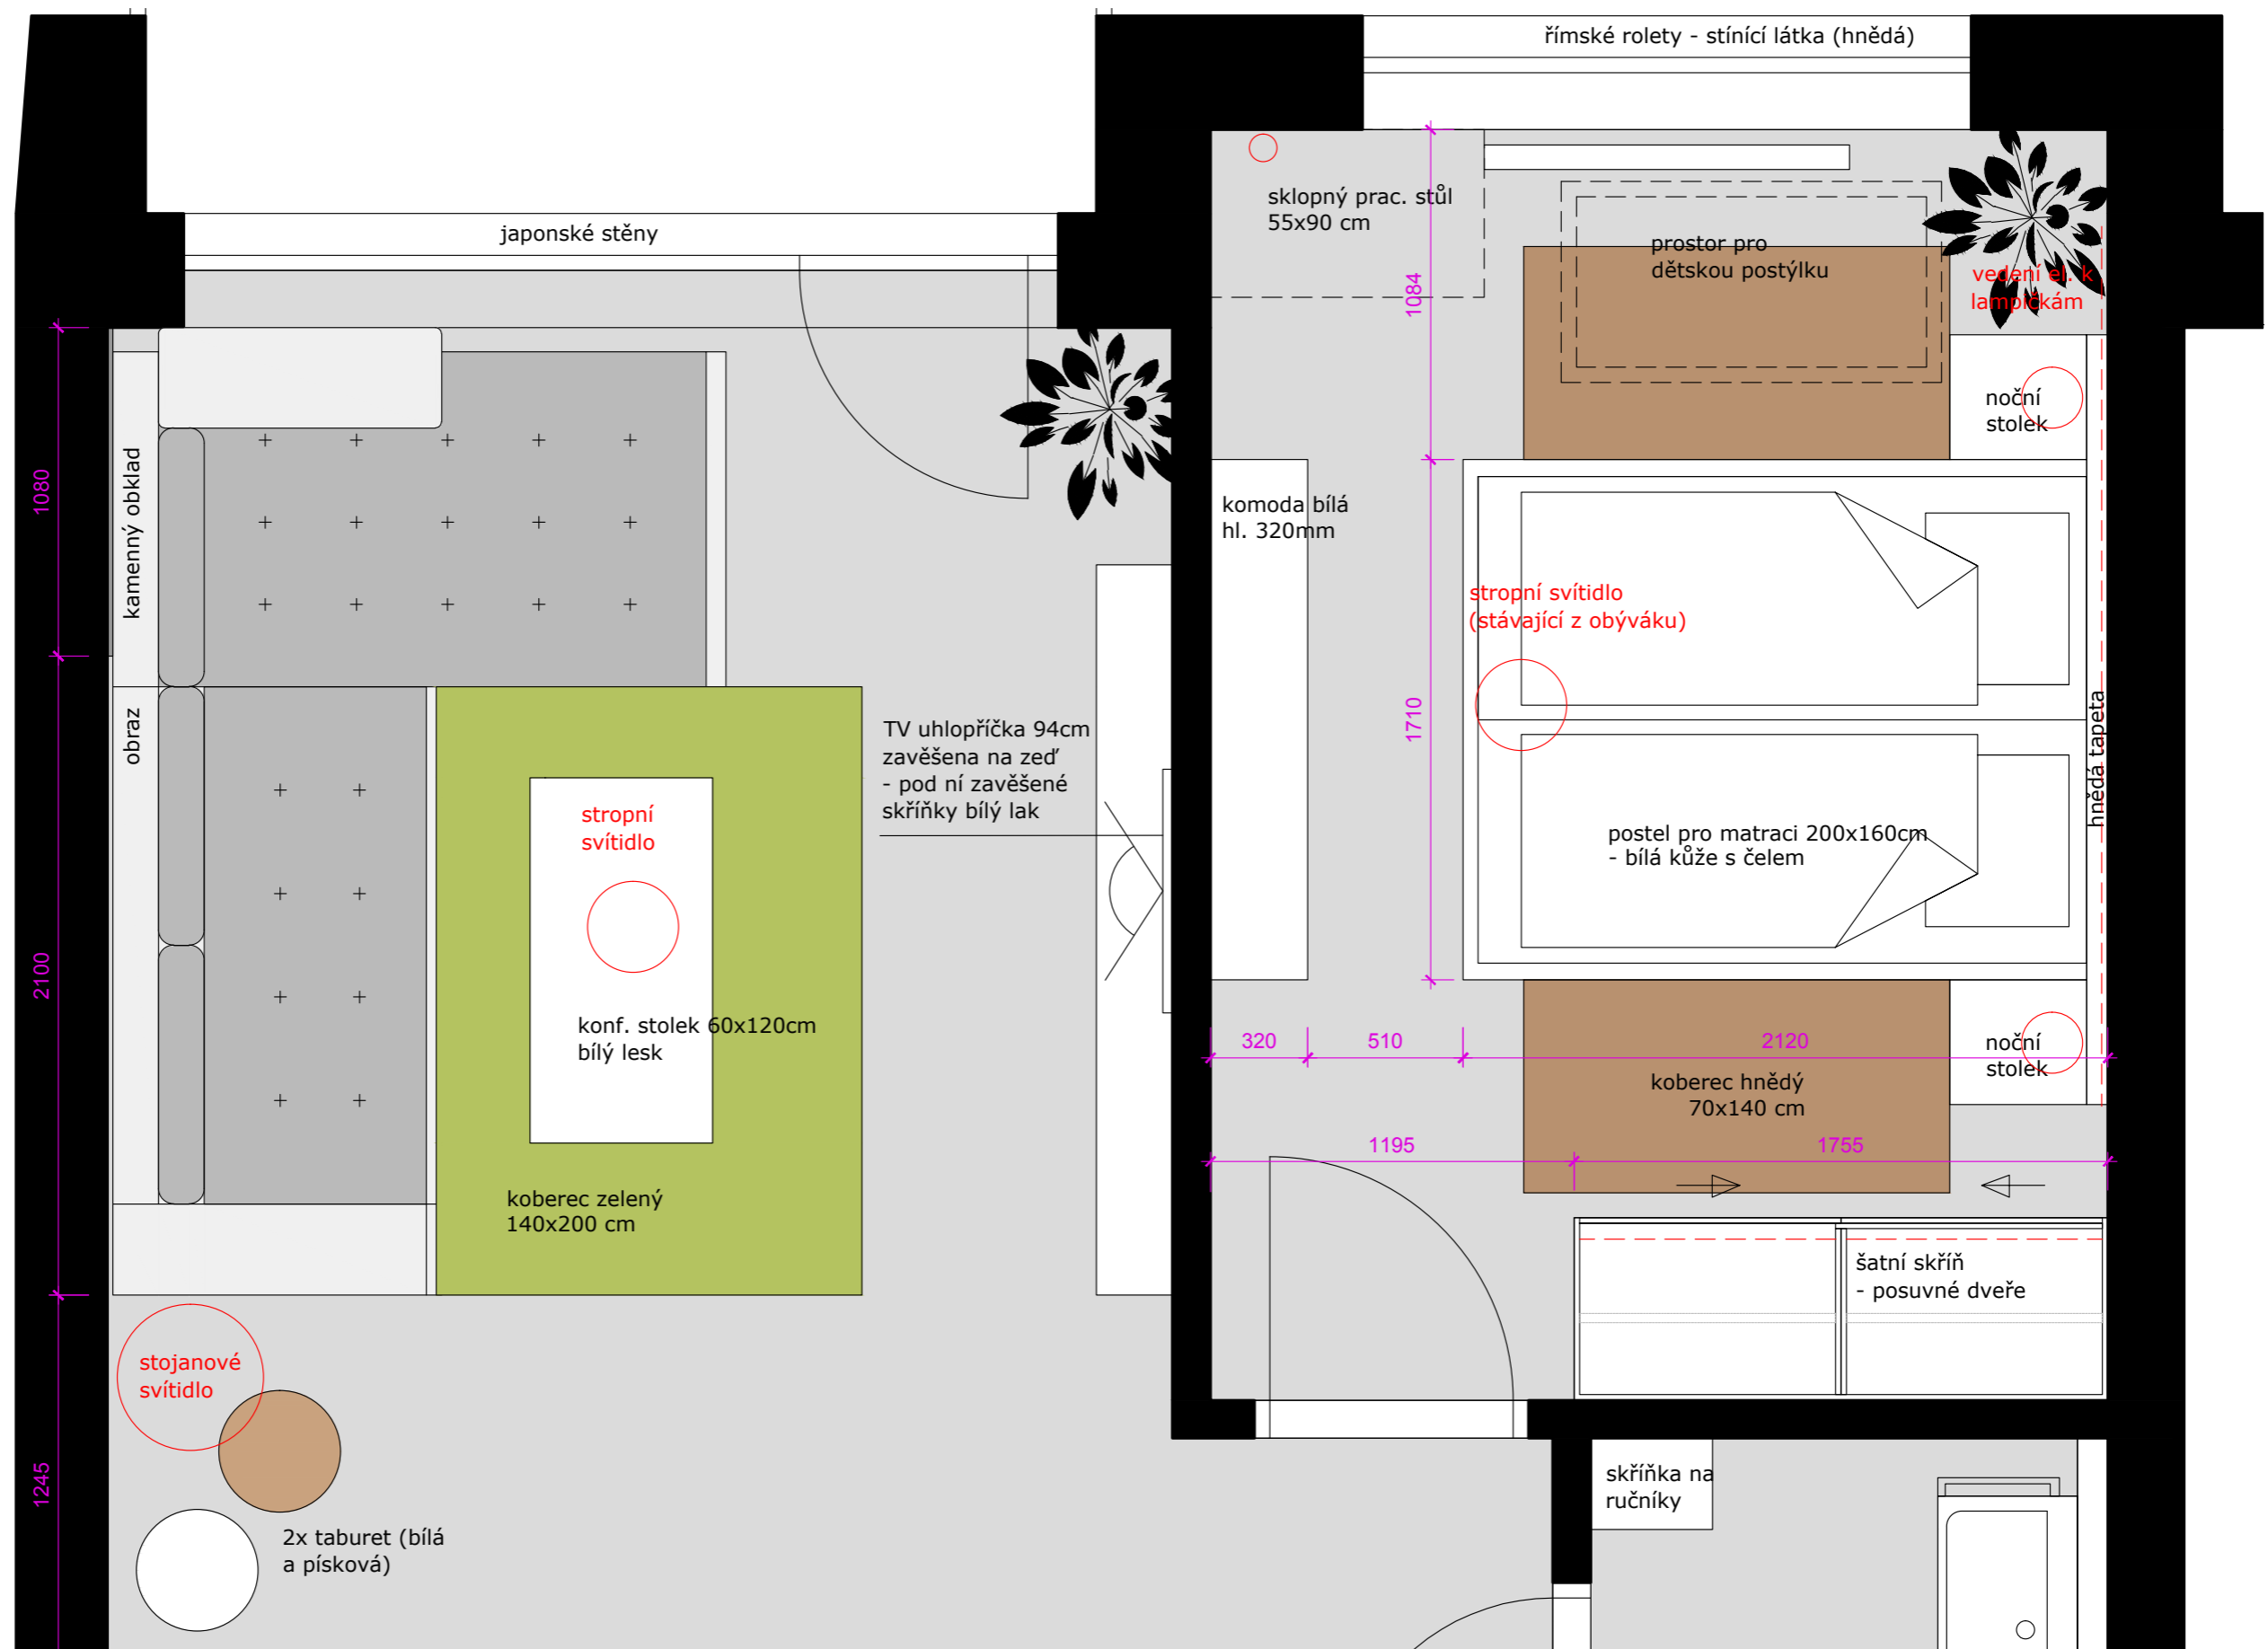 římské rolety - stínící látka (hnědá)
japonské stěny
sklopný prac. stůl
55x90 cm
prostor pro
dětskou postýlku
vedení el. k
lampičkám
1084
noční
stolek
kamenný obklad
1080
komoda bílá
hl. 320mm
stropní svítidlo
(stávající z obýváku)
1710
hnědá tapeta
obraz
TV uhlopříčka 94cm
zavěšena na zeď
- pod ní zavěšené
skříňky bílý lak
stropní
svítidlo
postel pro matraci 200x160cm
- bílá kůže s čelem
2100
konf. stolek 60x120cm
bílý lesk
320
510
2120
noční
stolek
koberec hnědý
70x140 cm
1195
1755
koberec zelený
140x200 cm
šatní skříň
- posuvné dveře
stojanové
svítidlo
1245
skříňka na
ručníky
2x taburet (bílá
a písková)